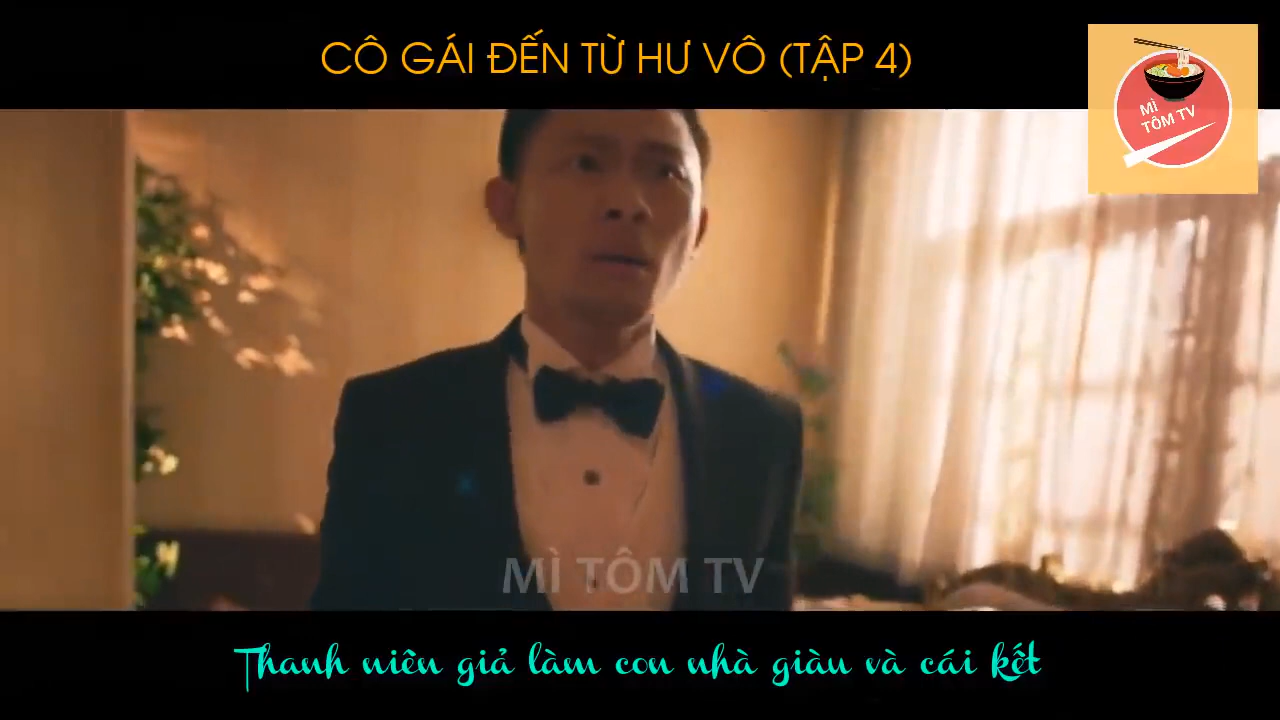 CÔ GÁI ĐẾN TỪ HƯ VÔ (TẬP 4)
MÌ
TÔM TV
MÌ TÔM TV
Thanh niên giả làm con nhà giàu và cái kết